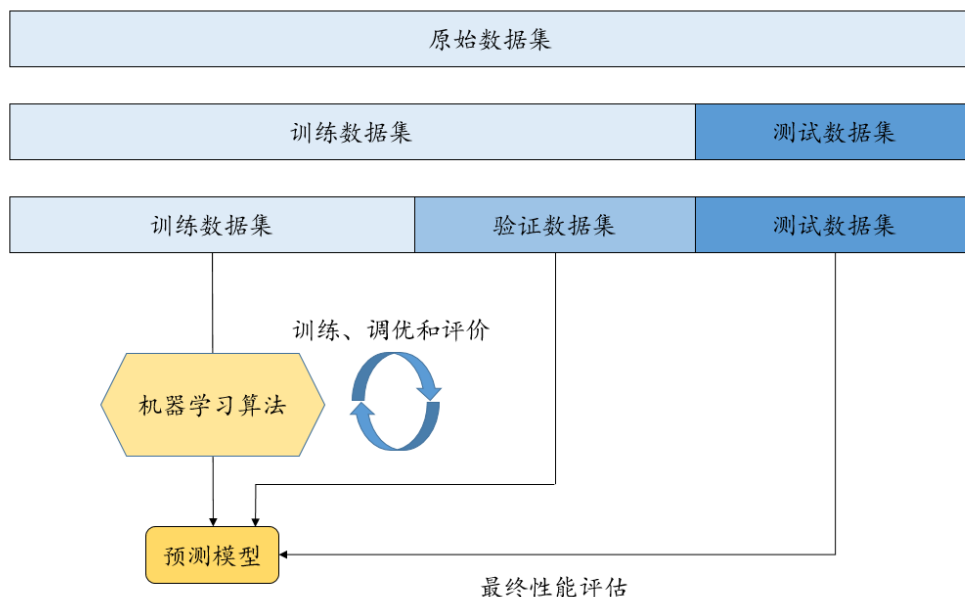 原始数据集
训练数据集
测试数据集
训练数据集
验证数据集
测试数据集
训练、调优和评价
机器学习算法
预测模型
最终性能评估